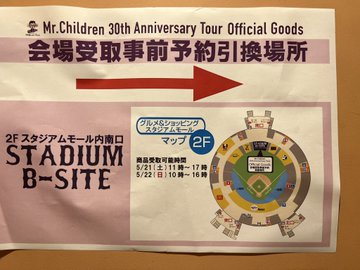 Mr.Children 30th Anniversary Tour Official Goods
会場受取事前予約引換場所
2F スタジアムモール内南口
STADIUM
B-SITE
グルメ&ショッピング
スタジアムモール
マップ 2F
商品受取可能時間
5/21(土)11時~17時
5/22(日)10時~16時